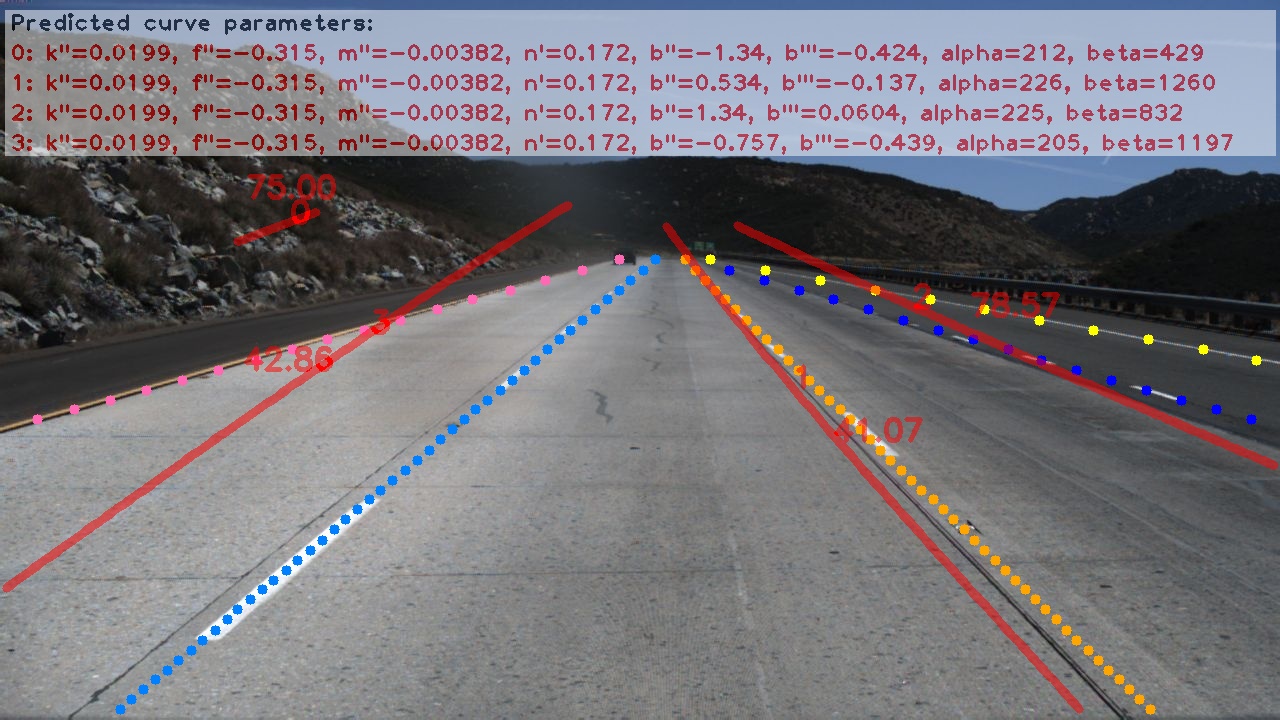 Predicted curve parameters:
0: k''=0.0199, f''=−0.315, m''=−0.00382, n'=0.172, b''=−1.34, b'''=−0.424, alpha=212, beta=429
1: k''=0.0199, f''=−0.315, m''=−0.00382, n'=0.172, b''=0.534, b'''=−0.137, alpha=226, beta=1260
2: k''=0.0199, f''=−0.315, m''=−0.00382, n'=0.172, b''=1.34, b'''=0.0604, alpha=225, beta=832
3: k''=0.0199, f''=−0.315, m''=−0.00382, n'=0.172, b''=−0.757, b'''=−0.439, alpha=205, beta=1197
75.00
0
2
78.57
3
42.86
1
41.07